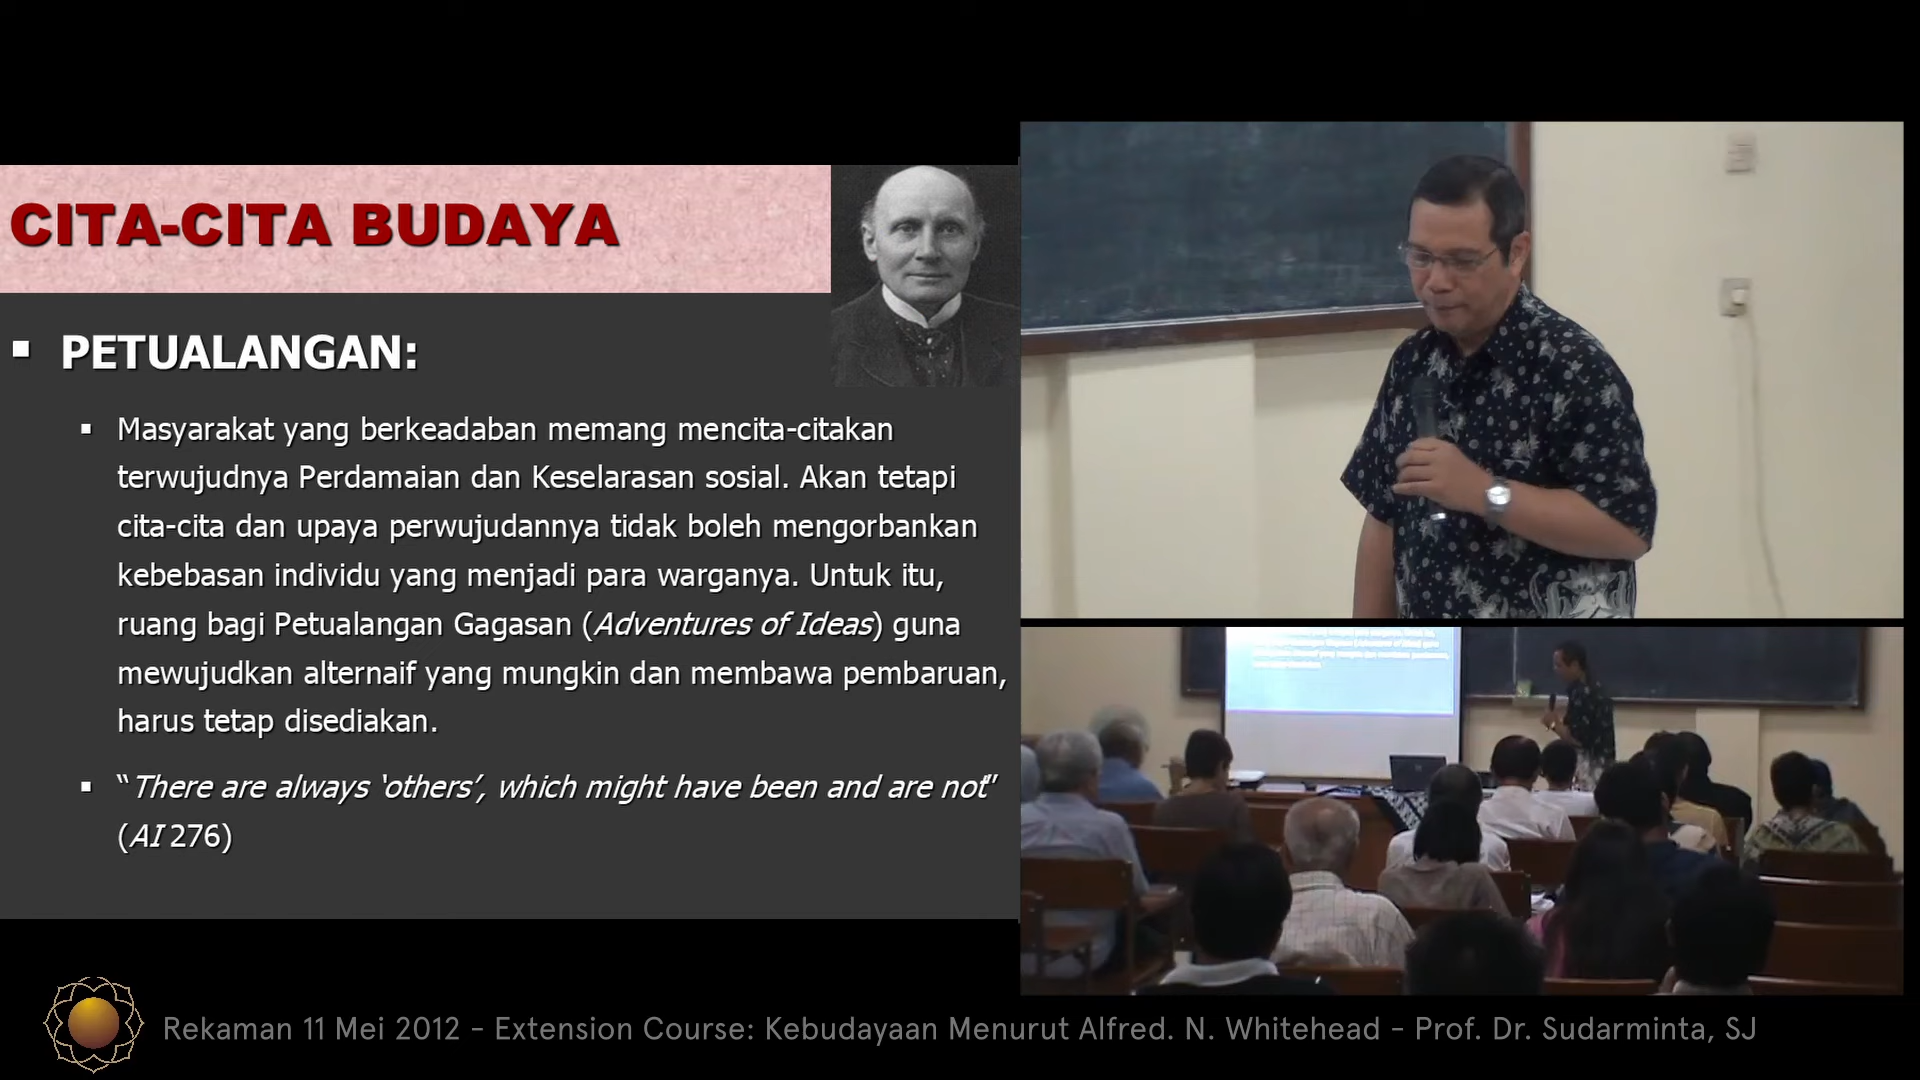 CITA-CITA BUDAYA
▪ PETUALANGAN:
▪ Masyarakat yang berkeadaban memang mencita-citakan
terwujudnya Perdamaian dan Keselarasan sosial. Akan tetapi
cita-cita dan upaya perwujudannya tidak boleh mengorbankan
kebebasan individu yang menjadi para warganya. Untuk itu,
ruang bagi Petualangan Gagasan (Adventures of Ideas) guna
mewujudkan alternaif yang mungkin dan membawa pembaruan,
harus tetap disediakan.
▪ “There are always ‘others’, which might have been and are not”
(AI 276)
Rekaman 11 Mei 2012 - Extension Course: Kebudayaan Menurut Alfred. N. Whitehead - Prof. Dr. Sudarminta, SJ